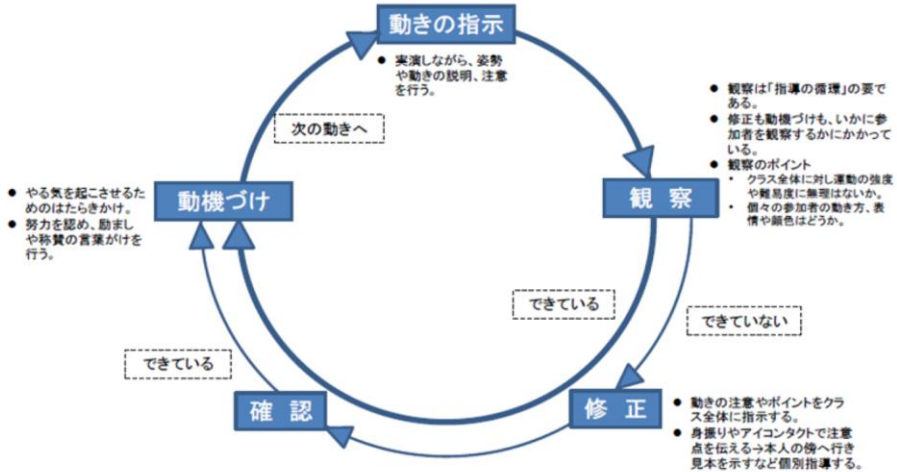 動きの指示
● 実演しながら、姿勢
や動きの説明、注意
を行う。
次の動きへ
● 観察は「指導の循環」の要で
ある。
● 修正も動機づけも、いかに参
加者を観察するかにかかって
いる。
● 観察のポイント
• クラス全体に対し運動の強度
や難易度に無理はないか。
• 個々の参加者の動き方、表
情や顔色はどうか。
観 察
動機づけ
● やる気を起こさせるた
めのはたらきかけ。
● 努力を認め、励まし
や称賛の言葉がけを
行う。
できている
できていない
できている
確 認
修 正
● 動きの注意やポイントをクラ
ス全体に指示する。
● 身振りやアイコンタクトで注意
点を伝える→本人の傍へ行き
見本を示すなど個別指導する。